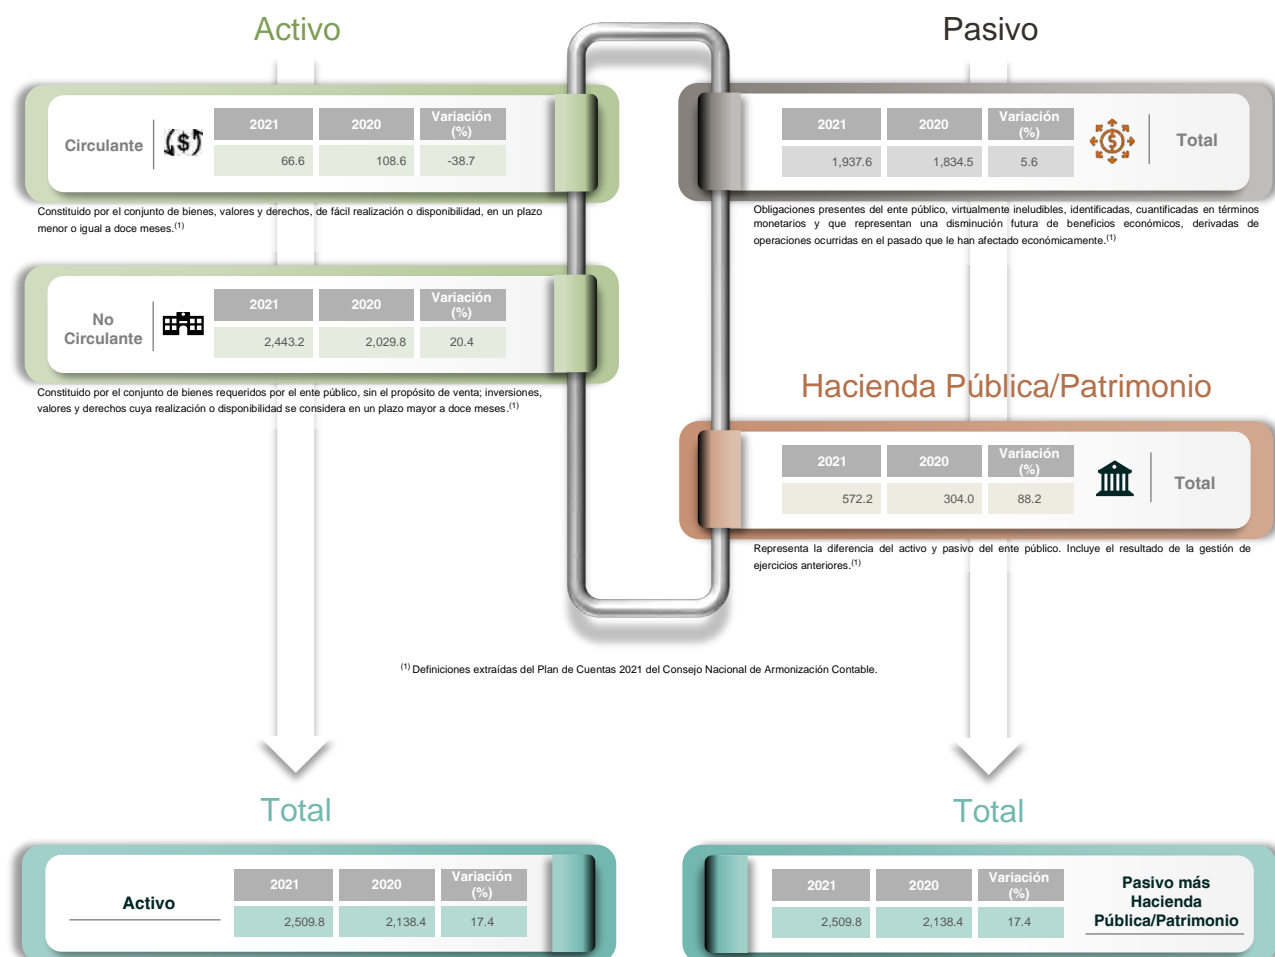 Activo
Circulante
2021 2020 Variación (%)
66.6 108.6 -38.7
Constituido por el conjunto de bienes, valores y derechos, de fácil realización o disponibilidad, en un plazo
menor o igual a doce meses.(1)
No
Circulante
2021 2020 Variación (%)
2,443.2 2,029.8 20.4
Constituido por el conjunto de bienes requeridos por el ente público, sin el propósito de venta; inversiones,
valores y derechos cuya realización o disponibilidad se considera en un plazo mayor a doce meses.(1)
Pasivo
2021 2020 Variación (%)
1,937.6 1,834.5 5.6
Total
Obligaciones presentes del ente público, virtualmente ineludibles, identificadas, cuantificadas en términos
monetarios y que representan una disminución futura de beneficios económicos, derivadas de
operaciones ocurridas en el pasado que le han afectado económicamente.(1)
Hacienda Pública/Patrimonio
2021 2020 Variación (%)
572.2 304.0 88.2
Total
Representa la diferencia del activo y pasivo del ente público. Incluye el resultado de la gestión de
ejercicios anteriores.(1)
(1) Definiciones extraídas del Plan de Cuentas 2021 del Consejo Nacional de Armonización Contable.
Total
Activo
2021 2020 Variación (%)
2,509.8 2,138.4 17.4
Total
2021 2020 Variación (%)
2,509.8 2,138.4 17.4
Pasivo más
Hacienda
Pública/Patrimonio